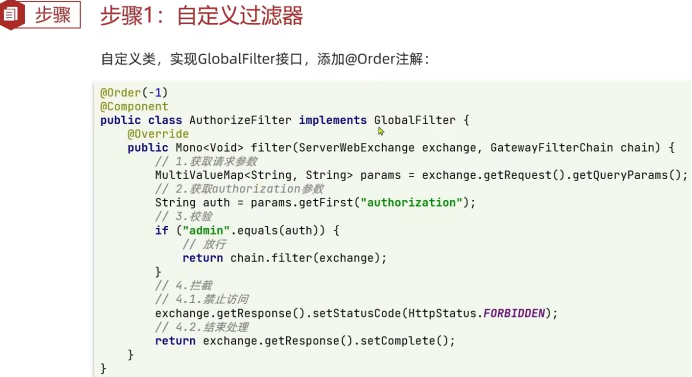 步骤
步骤1：自定义过滤器
自定义类，实现GlobalFilter接口，添加@Order注解：
@Order(-1)
@Component
public class AuthorizeFilter implements GlobalFilter {
    @Override
    public Mono<Void> filter(ServerWebExchange exchange, GatewayFilterChain chain) {
        // 1.获取请求参数
        MultiValueMap<String, String> params = exchange.getRequest().getQueryParams();
        // 2.获取authorization参数
        String auth = params.getFirst("authorization");
        // 3.校验
        if ("admin".equals(auth)) {
            // 放行
            return chain.filter(exchange);
        }
        // 4.拦截
        // 4.1.禁止访问
        exchange.getResponse().setStatusCode(HttpStatus.FORBIDDEN);
        // 4.2.结束处理
        return exchange.getResponse().setComplete();
    }
}